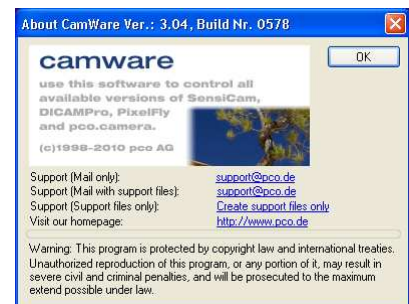 About CamWare Ver.: 3.04, Build Nr. 0578
camware
OK
use this software to control all
available versions of SensiCam,
DICAMPro, PixelFly
and pco.camera.
(c)1998-2010 pco AG
Support (Mail only): support@pco.de
Support (Mail with support files): support@pco.de
Support (Support files only): Create support files only
Visit our homepage: http://www.pco.de
Warning: This program is protected by copyright law and international treaties.
Unauthorized reproduction of this program, or any portion of it, may result in
severe civil and criminal penalties, and will be prosecuted to the maximum
extend possible under law.